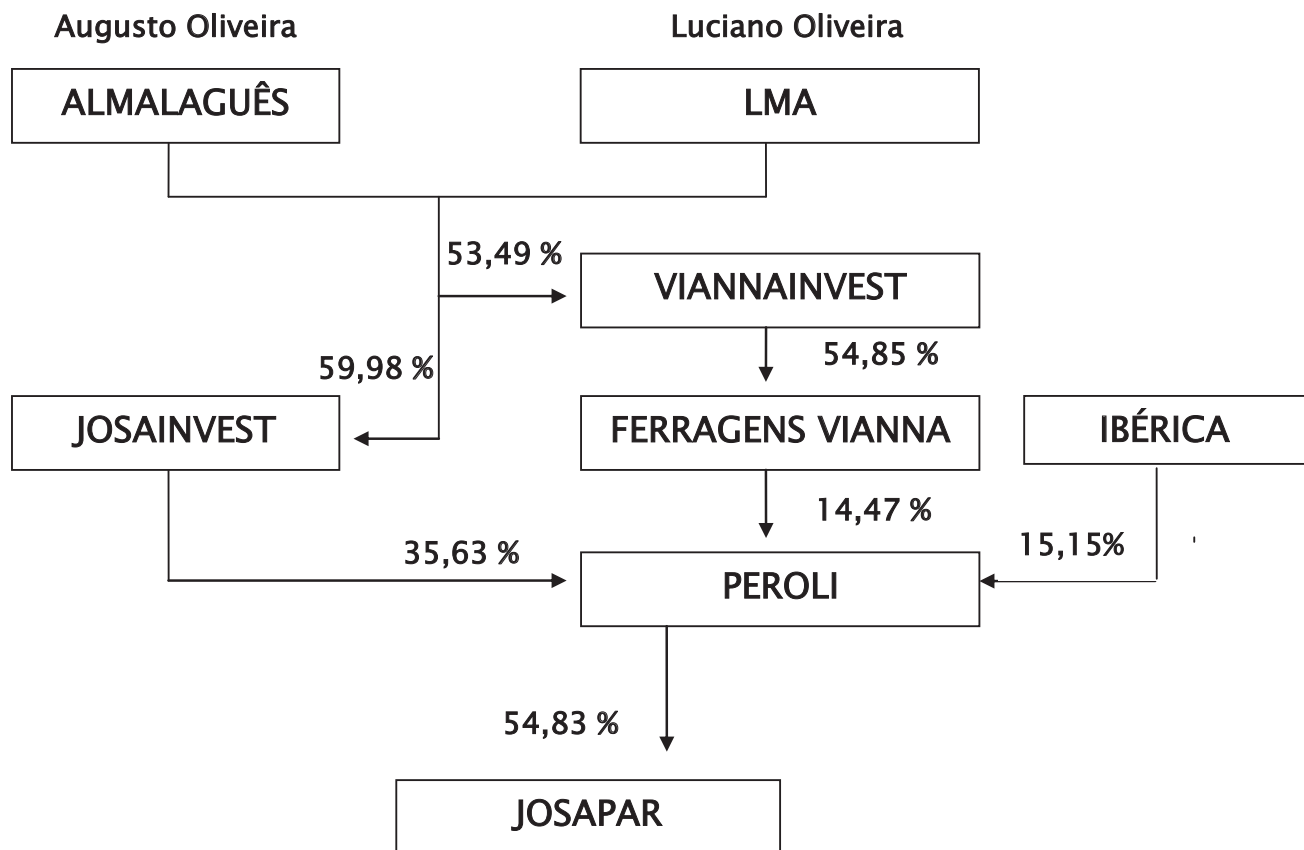 Augusto Oliveira
Luciano Oliveira
ALMALAGUÊS
LMA
53,49 %
VIANNAINVEST
54,85 %
59,98 %
JOSAINVEST
FERRAGENS VIANNA
IBÉRICA
14,47 %
35,63 %
15,15%
PEROLI
54,83 %
JOSAPAR